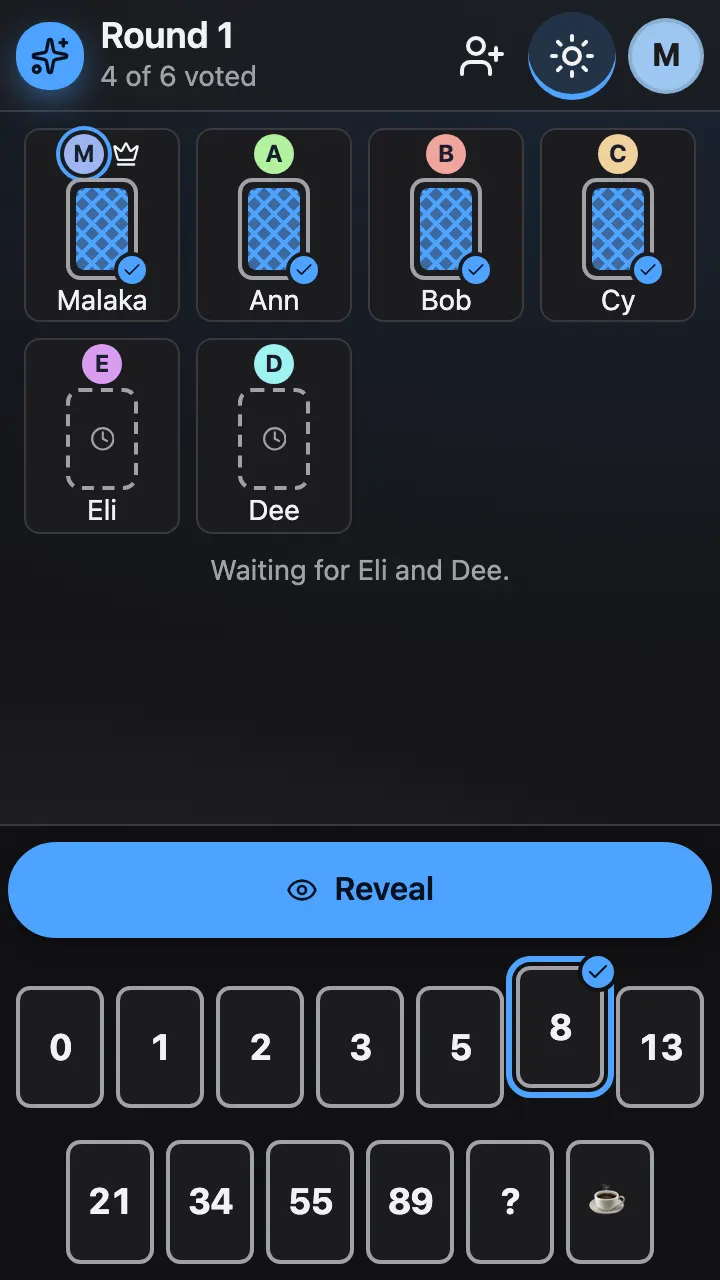 Round 1
4 of 6 voted
M
M
A
B
C
Malaka
Ann
Bob
Cy
E
D
Eli
Dee
Waiting for Eli and Dee.
Reveal
0
1
2
3
5
8
13
21
34
55
89
?